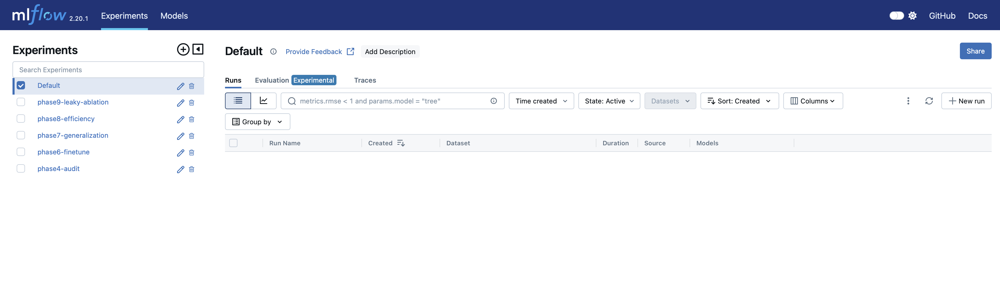 mlflow 2.20.1 Experiments Models GitHub Docs
Experiments
Search Experiments
Default
phase9-leaky-ablation
phase8-efficiency
phase7-generalization
phase6-finetune
phase4-audit
Default Provide Feedback Add Description Share
Runs Evaluation Experimental Traces
metrics.rmse < 1 and params.model = "tree" Time created State: Active Datasets Sort: Created Columns New run
Group by
Run Name Created Dataset Duration Source Models